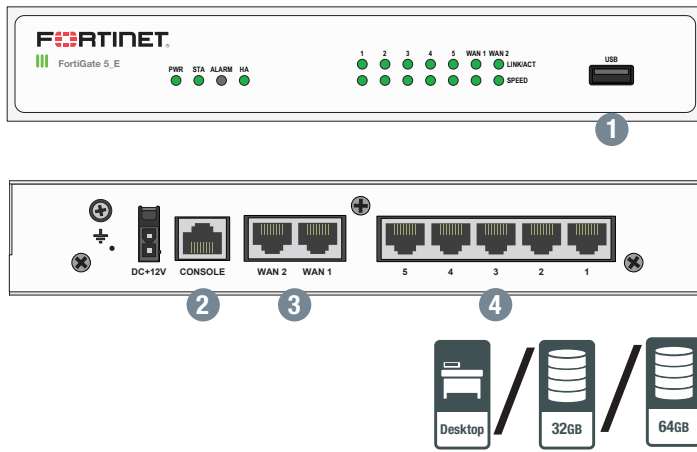 FORTINET.
FortiGate 5_E
PWR STA ALARM HA
1 2 3 4 5 WAN 1 WAN 2
LINK/ACT
SPEED
USB
1
DC+12V CONSOLE WAN 2 WAN 1 5 4 3 2 1
2 3 4
Desktop / 32GB / 64GB